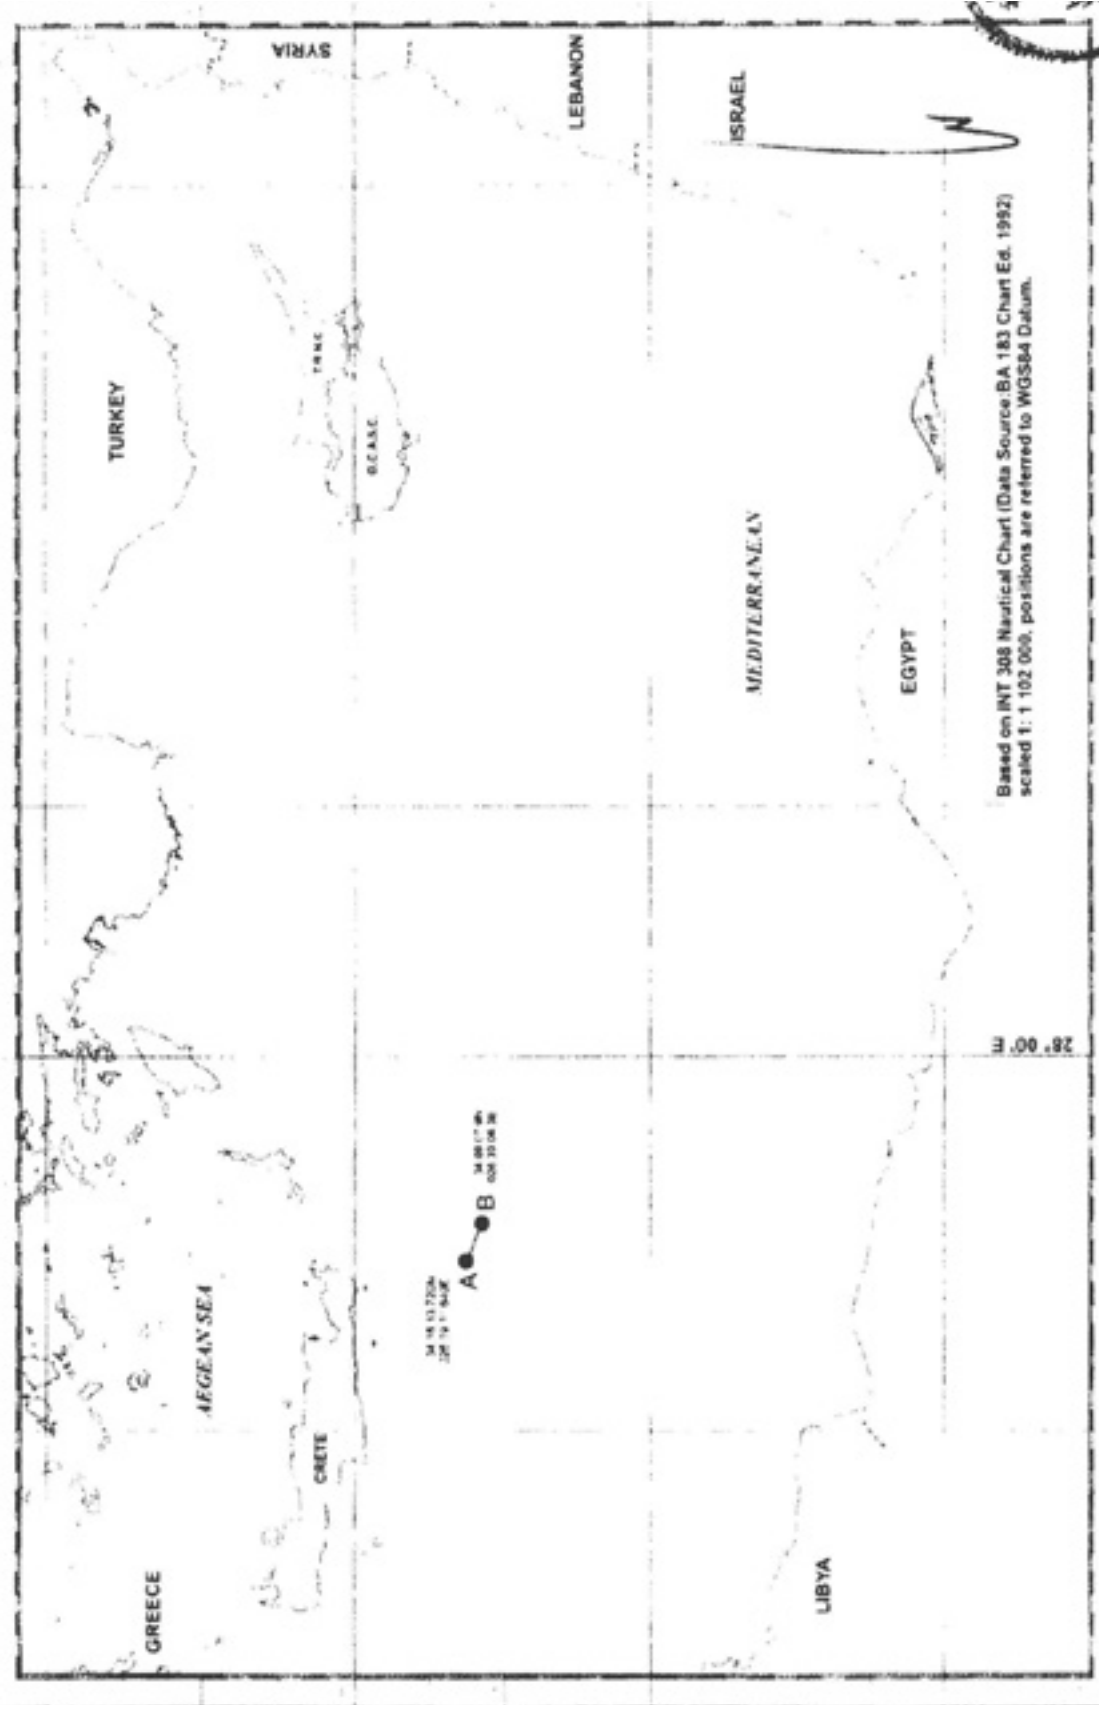 GREECE
TURKEY
AEGEAN SEA
SYRIA
T.R.N.C.
CRETE
G.C.A.S.C.
A
B
LEBANON
ISRAEL
MEDITERRANEAN
LIBYA
EGYPT
28° 00' E
Based on INT 308 Nautical Chart (Data Source:BA 183 Chart Ed. 1992)
scaled 1: 1 102 000, positions are referred to WGS84 Datum.